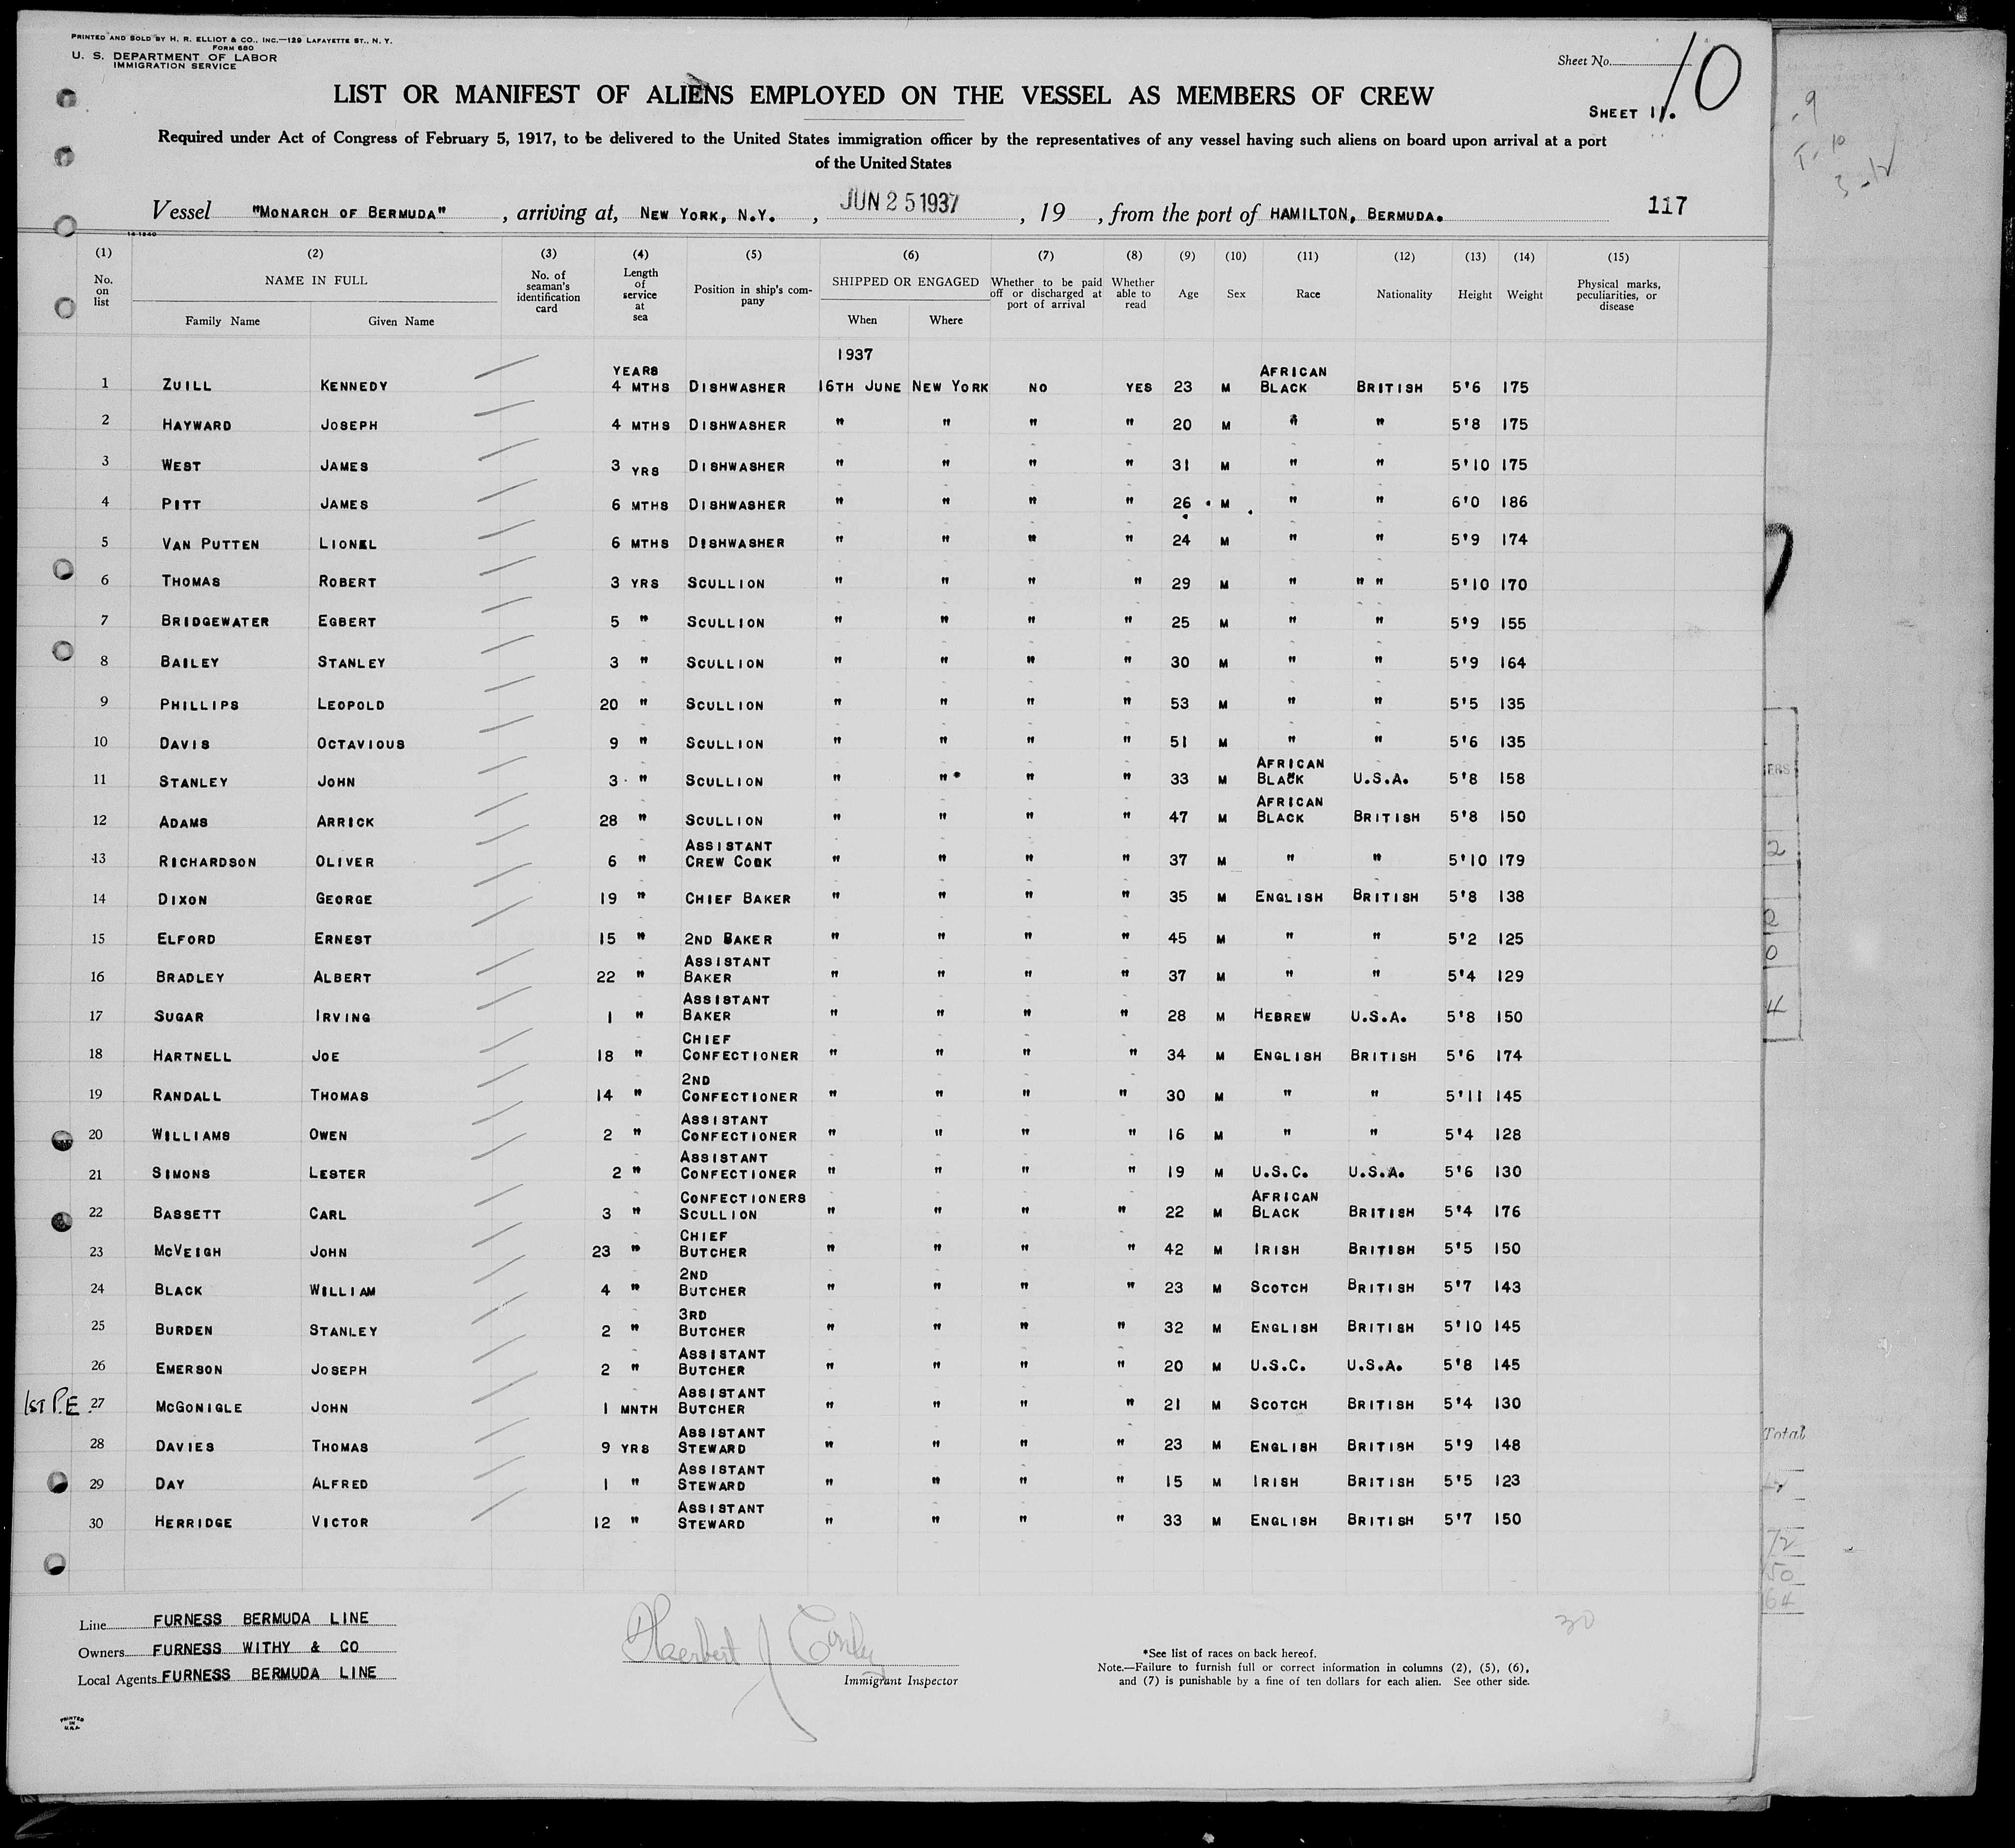 PRINTED AND SOLD BY H. R. ELLIOT & CO., INC.—129 LAFAYETTE ST., N. Y.
FORM 680
U. S. DEPARTMENT OF LABOR
IMMIGRATION SERVICE
Sheet No. 10
SHEET 11.
LIST OR MANIFEST OF ALIENS EMPLOYED ON THE VESSEL AS MEMBERS OF CREW
Required under Act of Congress of February 5, 1917, to be delivered to the United States immigration officer by the representatives of any vessel having such aliens on board upon arrival at a port
of the United States
Vessel "MONARCH OF BERMUDA", arriving at, NEW YORK, N.Y., JUN 25 1937, 19 , from the port of HAMILTON, BERMUDA. 117
14-1240
(1) (2) (3) (4) (5) (6) (7) (8) (9) (10) (11) (12) (13) (14) (15)
No. on list NAME IN FULL Family Name Given Name No. of seaman's identification card Length of service at sea Position in ship's company SHIPPED OR ENGAGED When Where Whether to be paid off or discharged at port of arrival Whether able to read Age Sex Race Nationality Height Weight Physical marks, peculiarities, or disease
1937
YEARS AFRICAN
1 ZUILL KENNEDY 4 MTHS DISHWASHER 16TH JUNE NEW YORK NO YES 23 M BLACK BRITISH 5'6 175
2 HAYWARD JOSEPH 4 MTHS DISHWASHER " " " " 20 M " " 5'8 175
3 WEST JAMES 3 YRS DISHWASHER " " " " 31 M " " 5'10 175
4 PITT JAMES 6 MTHS DISHWASHER " " " " 26 M " " 6'0 186
5 VAN PUTTEN LIONEL 6 MTHS DISHWASHER " " " " 24 M " " 5'9 174
6 THOMAS ROBERT 3 YRS SCULLION " " " " 29 M " " " 5'10 170
7 BRIDGEWATER EGBERT 5 " SCULLION " " " " 25 M " " 5'9 155
8 BAILEY STANLEY 3 " SCULLION " " " " 30 M " " 5'9 164
9 PHILLIPS LEOPOLD 20 " SCULLION " " " " 53 M " " 5'5 135
10 DAVIS OCTAVIOUS 9 " SCULLION " " " " 51 M " " 5'6 135
AFRICAN
11 STANLEY JOHN 3 " SCULLION " " " " 33 M BLACK U.S.A. 5'8 158
AFRICAN
12 ADAMS ARRICK 28 " SCULLION " " " " 47 M BLACK BRITISH 5'8 150
ASSISTANT
13 RICHARDSON OLIVER 6 " CREW COOK " " " " 37 M " " 5'10 179
14 DIXON GEORGE 19 " CHIEF BAKER " " " " 35 M ENGLISH BRITISH 5'8 138
15 ELFORD ERNEST 15 " 2ND BAKER " " " " 45 M " " 5'2 125
ASSISTANT
16 BRADLEY ALBERT 22 " BAKER " " " " 37 M " " 5'4 129
ASSISTANT
17 SUGAR IRVING 1 " BAKER " " " " 28 M HEBREW U.S.A. 5'8 150
CHIEF
18 HARTNELL JOE 18 " CONFECTIONER " " " " 34 M ENGLISH BRITISH 5'6 174
2ND
19 RANDALL THOMAS 14 " CONFECTIONER " " " " 30 M " " 5'11 145
ASSISTANT
20 WILLIAMS OWEN 2 " CONFECTIONER " " " " 16 M " " 5'4 128
ASSISTANT
21 SIMONS LESTER 2 " CONFECTIONER " " " " 19 M U.S.C. U.S.A. 5'6 130
CONFECTIONERS AFRICAN
22 BASSETT CARL 3 " SCULLION " " " " 22 M BLACK BRITISH 5'4 176
CHIEF
23 MCVEIGH JOHN 23 " BUTCHER " " " " 42 M IRISH BRITISH 5'5 150
2ND
24 BLACK WILLIAM 4 " BUTCHER " " " " 23 M SCOTCH BRITISH 5'7 143
3RD
25 BURDEN STANLEY 2 " BUTCHER " " " " 32 M ENGLISH BRITISH 5'10 145
ASSISTANT
26 EMERSON JOSEPH 2 " BUTCHER " " " " 20 M U.S.C. U.S.A. 5'8 145
ASSISTANT
1ST P.E. 27 MCGONIGLE JOHN 1 MNTH BUTCHER " " " " 21 M SCOTCH BRITISH 5'4 130
ASSISTANT
28 DAVIES THOMAS 9 YRS STEWARD " " " " 23 M ENGLISH BRITISH 5'9 148
ASSISTANT
29 DAY ALFRED 1 " STEWARD " " " " 15 M IRISH BRITISH 5'5 123
ASSISTANT
30 HERRIDGE VICTOR 12 " STEWARD " " " " 33 M ENGLISH BRITISH 5'7 150
Line FURNESS BERMUDA LINE
Owners FURNESS WITHY & CO
Local Agents FURNESS BERMUDA LINE
Herbert J
Immigrant Inspector
30
*See list of races on back hereof.
Note.—Failure to furnish full or correct information in columns (2), (5), (6),
and (7) is punishable by a fine of ten dollars for each alien. See other side.
PRINTED
IN
U.S.A.
Total
72
50
64